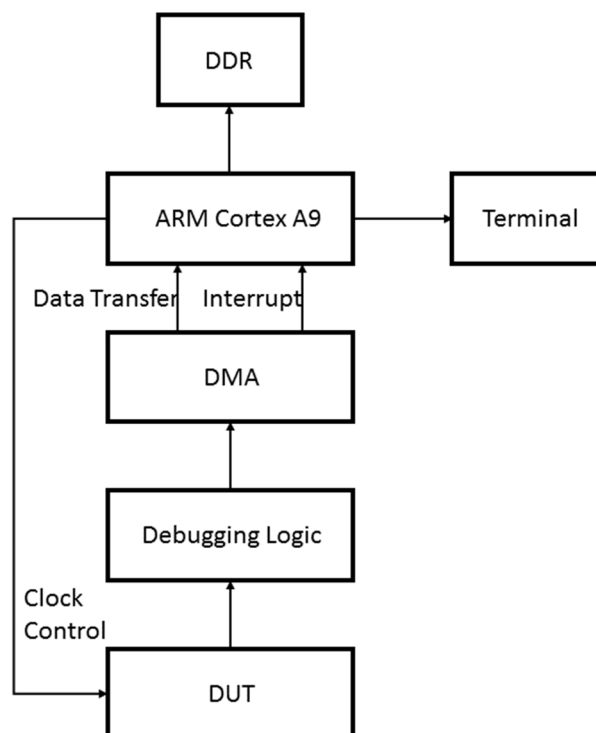 DDR
ARM Cortex A9
Terminal
Data Transfer
Interrupt
DMA
Debugging Logic
Clock
Control
DUT